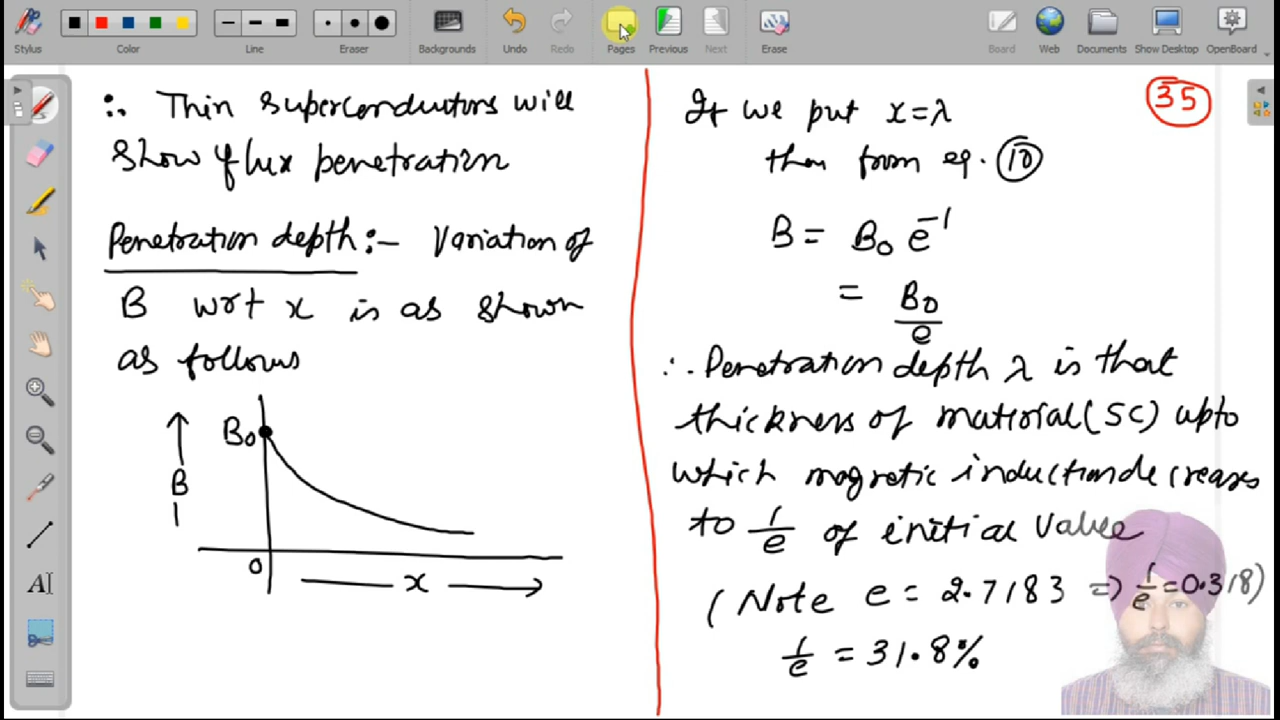 Stylus
Color
Line
Eraser
Backgrounds
Undo
Redo
Pages
Previous
Next
Erase
Board
Web
Documents
Show Desktop
OpenBoard
∴ Thin superconductors will
show flux penetration
Penetration depth :- Variation of
B wrt x is as shown
as follows
B₀
B
0
x
35
If we put x=λ
then from eq. 10
B = B₀ e⁻¹
= B₀/e
∴ Penetration depth λ is that
thickness of material (SC) upto
which magnetic induction decreases
to 1/e of initial value
(Note e = 2.7183 ⇒ 1/e = 0.318)
1/e = 31.8%